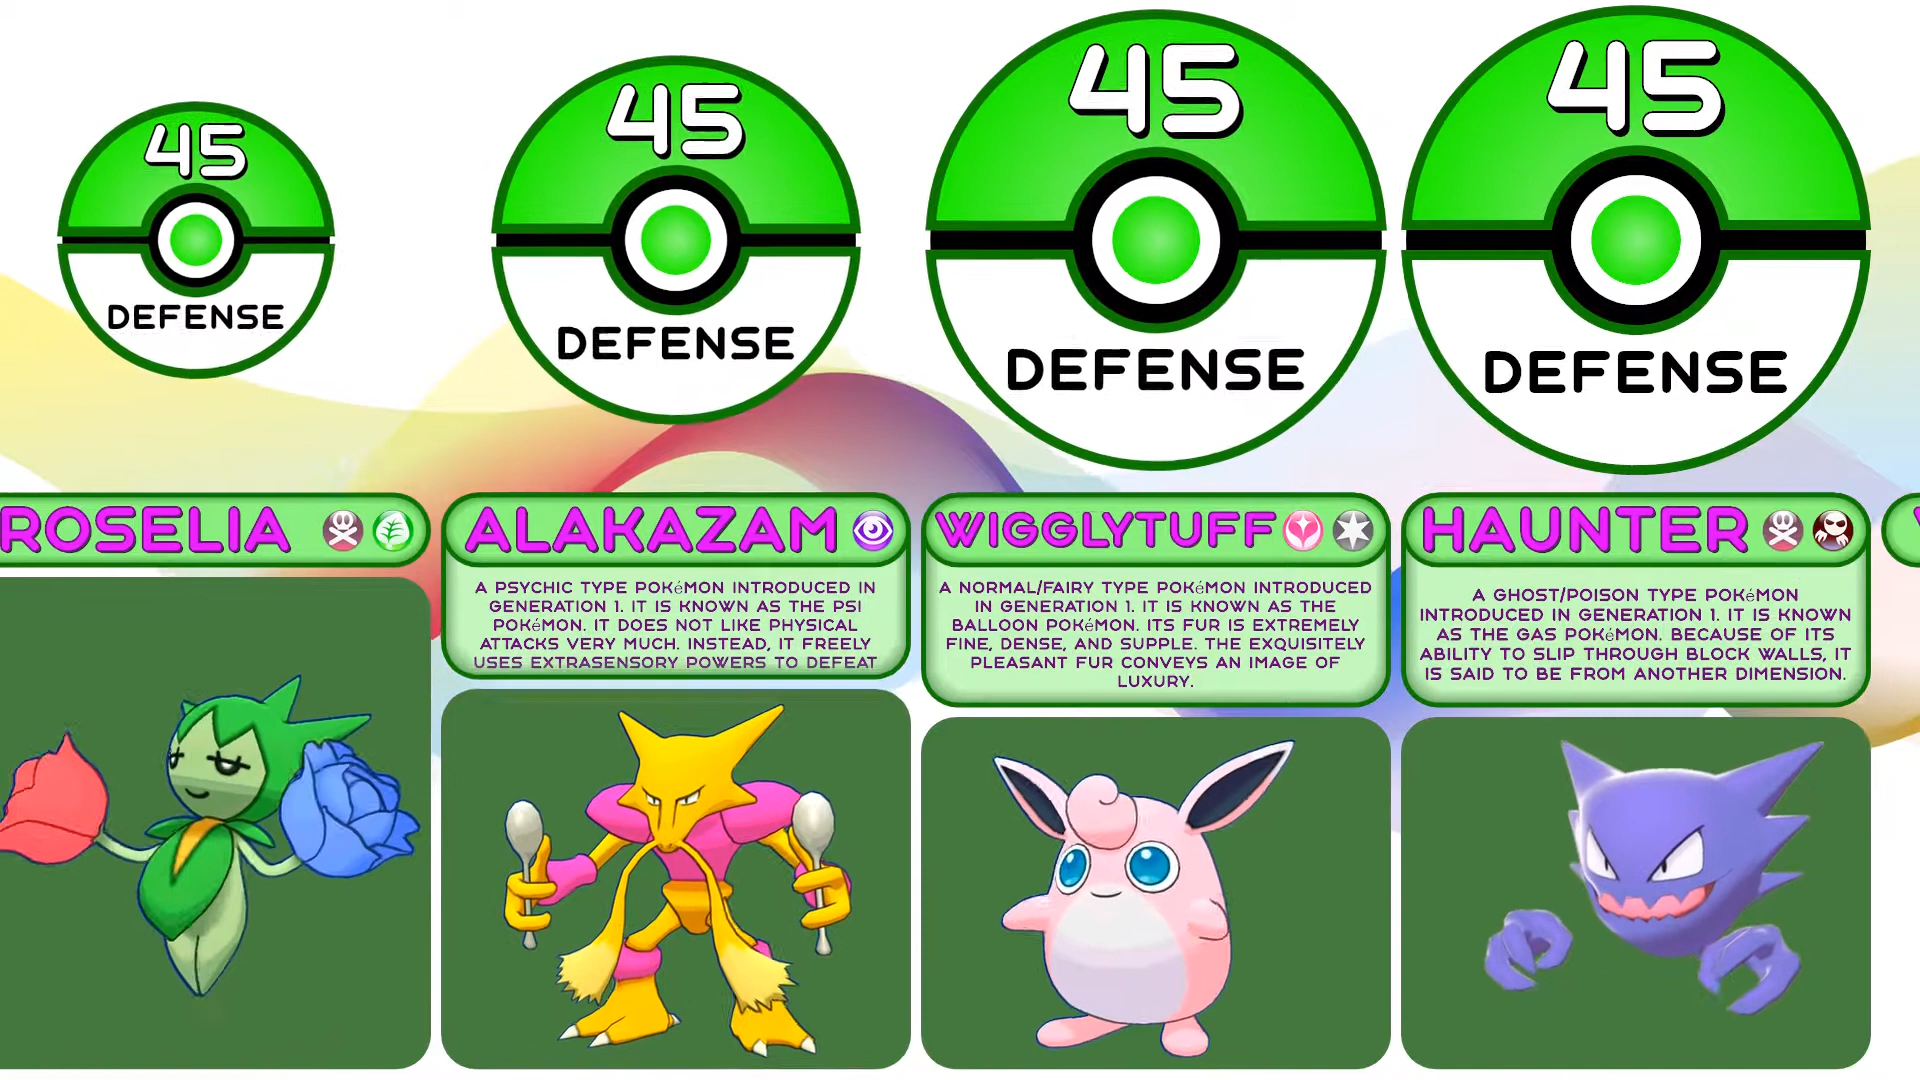 45
DEFENSE
45
DEFENSE
45
DEFENSE
45
DEFENSE
ROSELIA
ALAKAZAM
A PSYCHIC TYPE POKéMON INTRODUCED IN
GENERATION 1. IT IS KNOWN AS THE PSI
POKéMON. IT DOES NOT LIKE PHYSICAL
ATTACKS VERY MUCH. INSTEAD, IT FREELY
USES EXTRASENSORY POWERS TO DEFEAT
WIGGLYTUFF
A NORMAL/FAIRY TYPE POKéMON INTRODUCED
IN GENERATION 1. IT IS KNOWN AS THE
BALLOON POKéMON. ITS FUR IS EXTREMELY
FINE, DENSE, AND SUPPLE. THE EXQUISITELY
PLEASANT FUR CONVEYS AN IMAGE OF
LUXURY.
HAUNTER
A GHOST/POISON TYPE POKéMON
INTRODUCED IN GENERATION 1. IT IS KNOWN
AS THE GAS POKéMON. BECAUSE OF ITS
ABILITY TO SLIP THROUGH BLOCK WALLS, IT
IS SAID TO BE FROM ANOTHER DIMENSION.